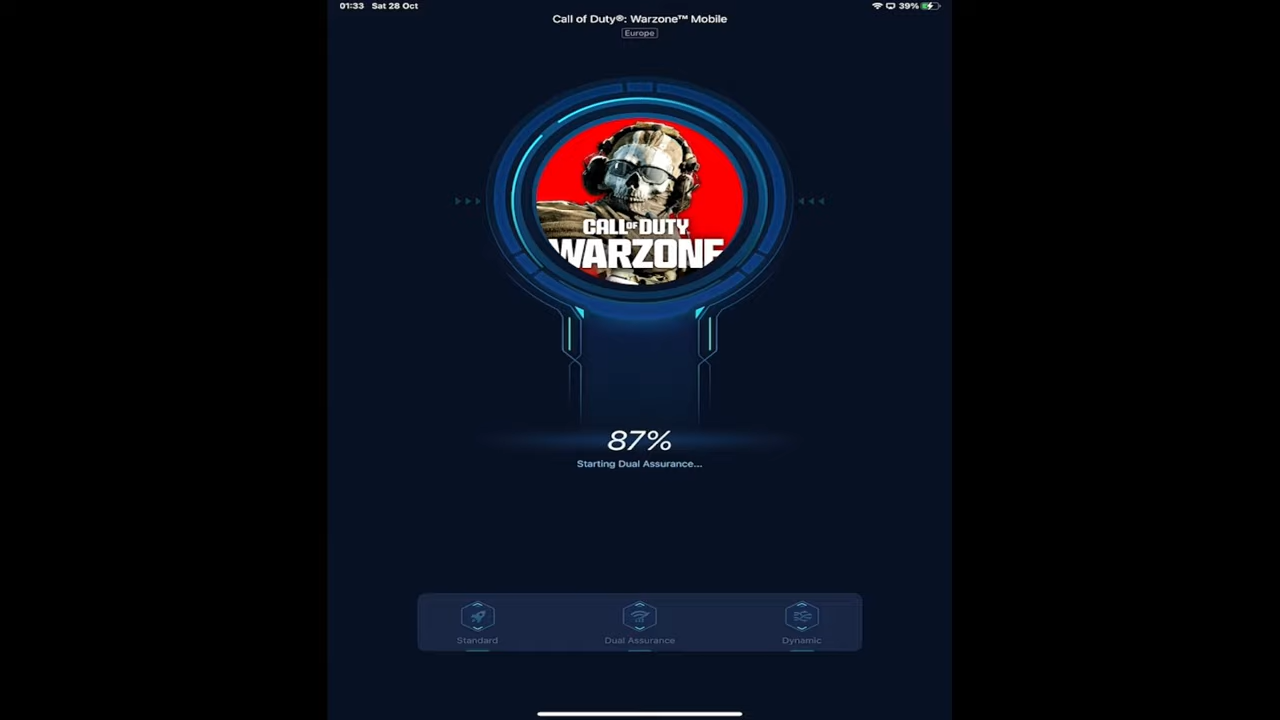 01:33 Sat 28 Oct 39%
Call of Duty®: Warzone™ Mobile
Europe
CALL OF DUTY
WARZONE
87%
Starting Dual Assurance...
Standard Dual Assurance Dynamic